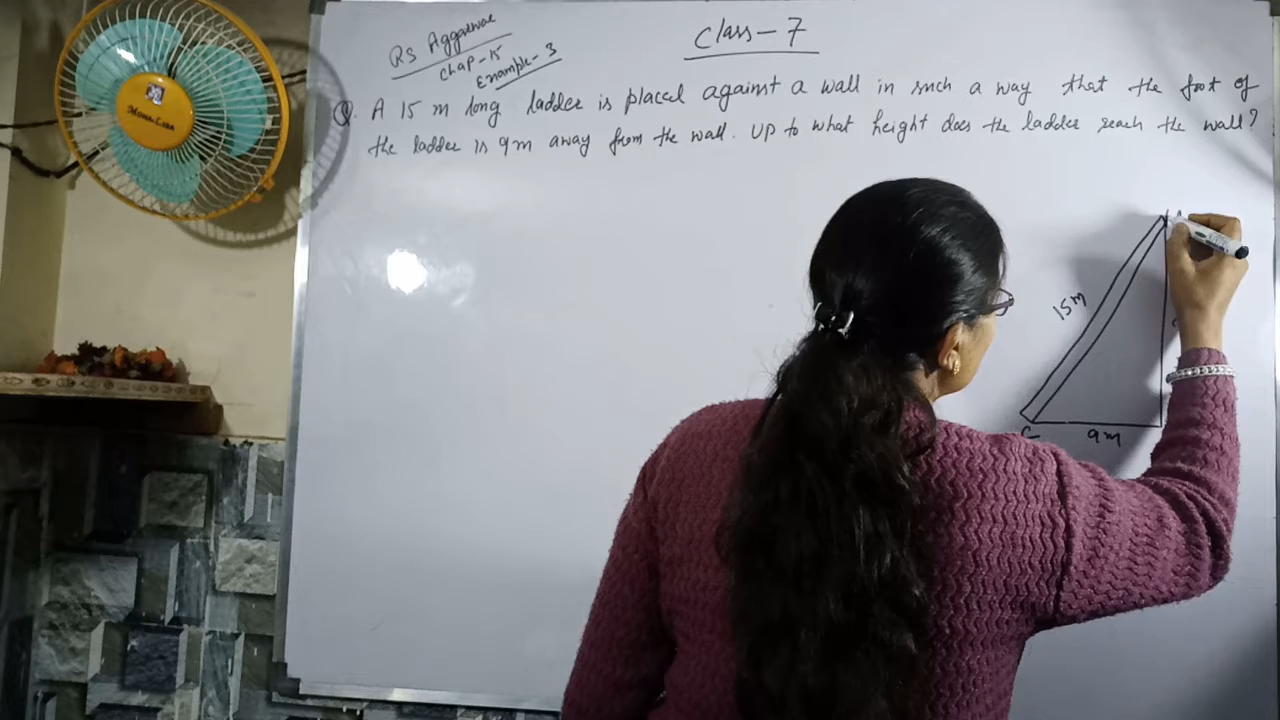 RS Aggarwal
Chap-15
Example-3
Class-7
Q. A 15 m long ladder is placed against a wall in such a way that the foot of
the ladder is 9m away from the wall. Up to what height does the ladder reach the wall?
15m
9m
C
MONA-LISA